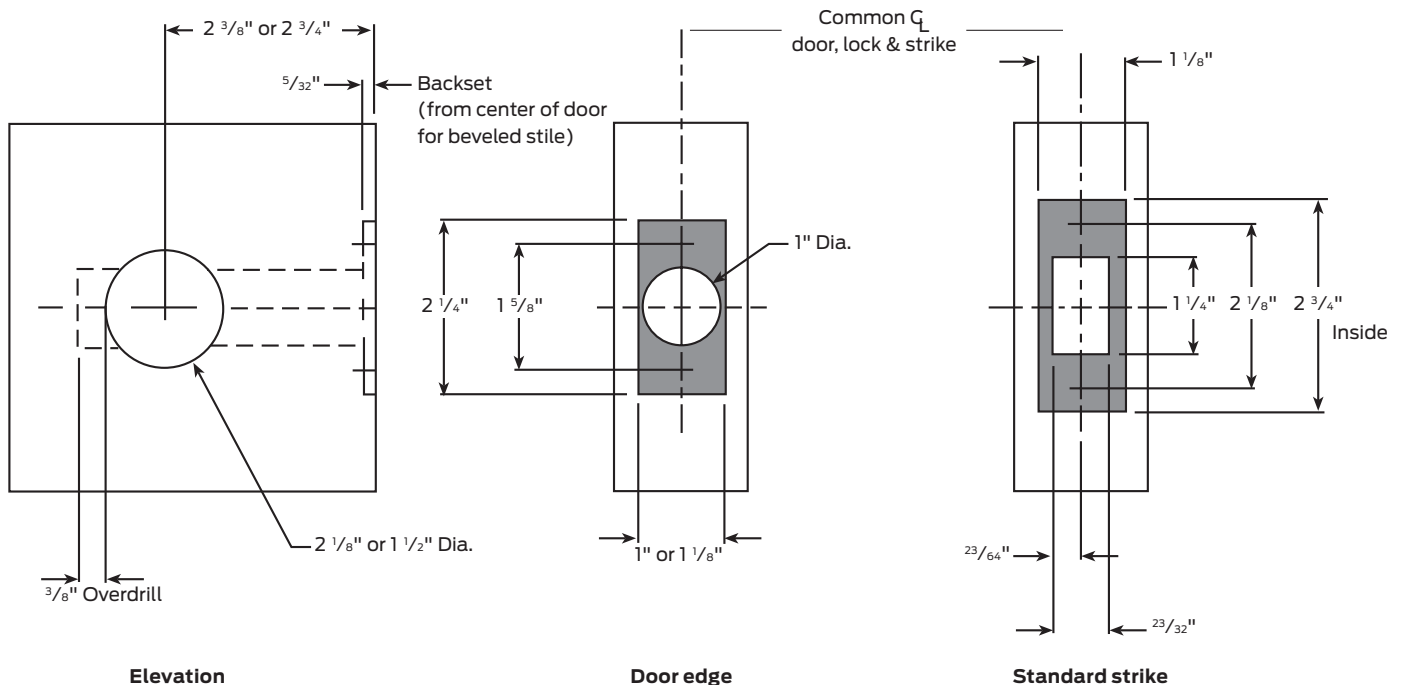 2 3/8" or 2 3/4"
Common CL
door, lock & strike
1 1/8"
5/32"
Backset
(from center of door
for beveled stile)
1" Dia.
2 1/4"
1 5/8"
1 1/4"
2 1/8"
2 3/4"
Inside
2 1/8" or 1 1/2" Dia.
1" or 1 1/8"
23/64"
3/8" Overdrill
23/32"
Elevation
Door edge
Standard strike